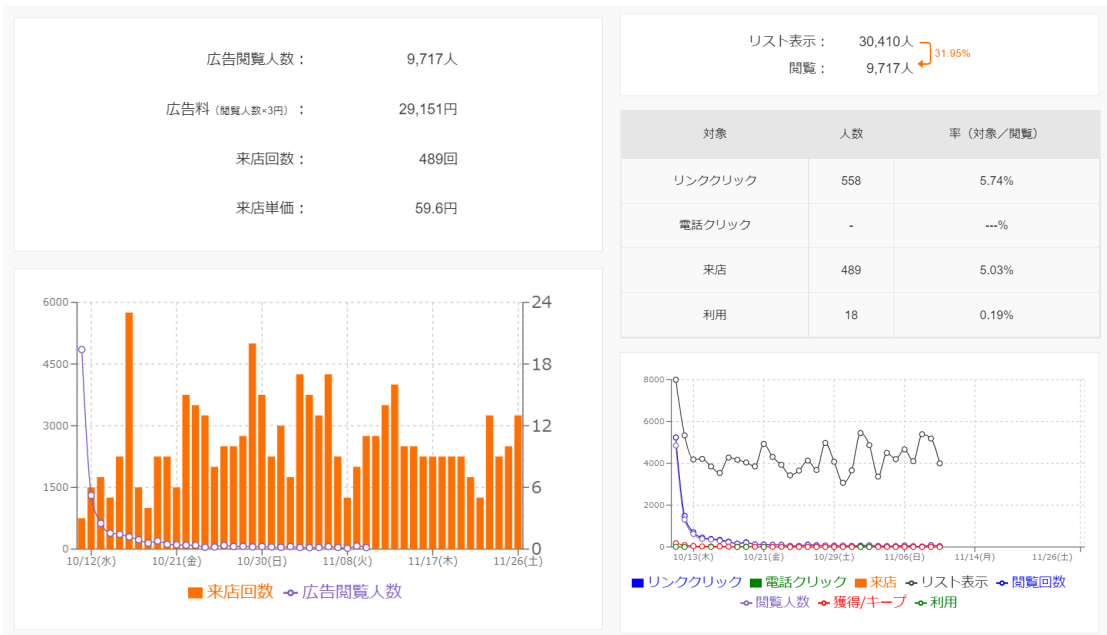 広告閲覧人数： 9,717人
広告料（閲覧人数×3円）： 29,151円
来店回数： 489回
来店単価： 59.6円
リスト表示： 30,410人
31.95%
閲覧： 9,717人
対象 人数 率（対象／閲覧）
リンククリック 558 5.74%
電話クリック - ---%
来店 489 5.03%
利用 18 0.19%
6000 24
4500 18
3000 12
1500 6
0 0
10/12(水) 10/21(金) 10/30(日) 11/08(火) 11/17(木) 11/26(土)
来店回数 広告閲覧人数
8000
6000
4000
2000
0
10/13(木) 10/21(金) 10/29(土) 11/06(日) 11/14(月) 11/26(土)
リンククリック 電話クリック 来店 リスト表示 閲覧回数
閲覧人数 獲得/キープ 利用